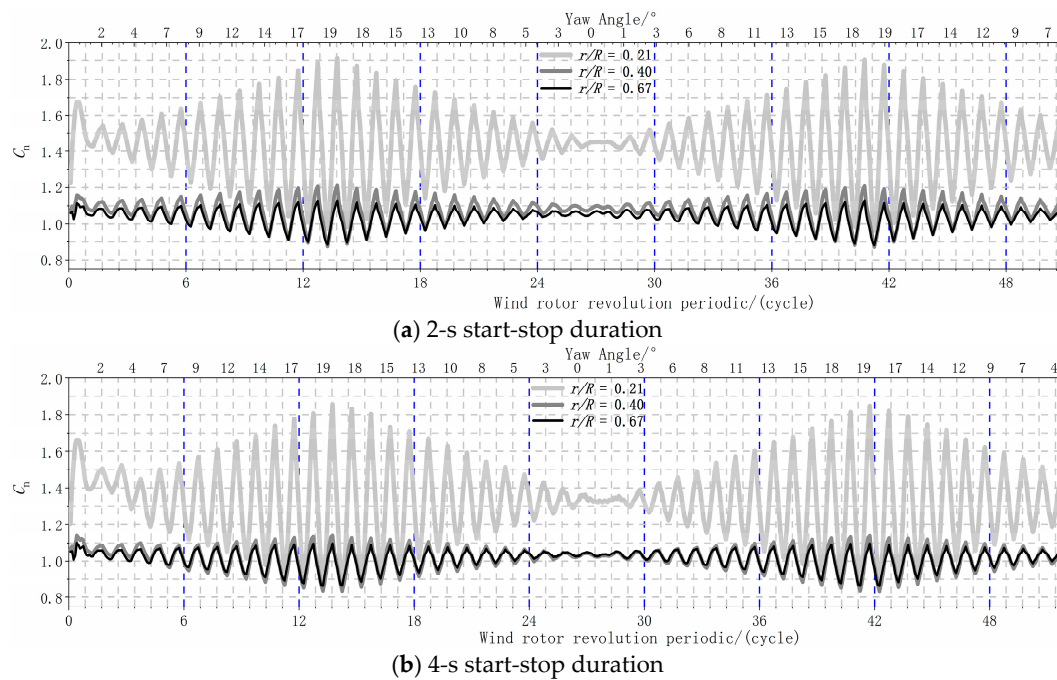 Yaw Angle/°
2 4 7 9 12 14 17 19 18 15 13 10 8 5 3 0 1 3 6 8 11 13 16 18 19 17 14 12 9 7
2.0
1.8
1.6
1.4
1.2
1.0
0.8
Cn
r/R = 0.21
r/R = 0.40
r/R = 0.67
0 6 12 18 24 30 36 42 48
Wind rotor revolution periodic/(cycle)
(a) 2-s start-stop duration
Yaw Angle/°
2 4 7 9 12 14 17 19 18 15 13 10 8 5 3 0 1 3 6 8 11 13 16 18 19 17 14 12 9 7 4
2.0
1.8
1.6
1.4
1.2
1.0
0.8
Cn
r/R = 0.21
r/R = 0.40
r/R = 0.67
0 6 12 18 24 30 36 42 48
Wind rotor revolution periodic/(cycle)
(b) 4-s start-stop duration